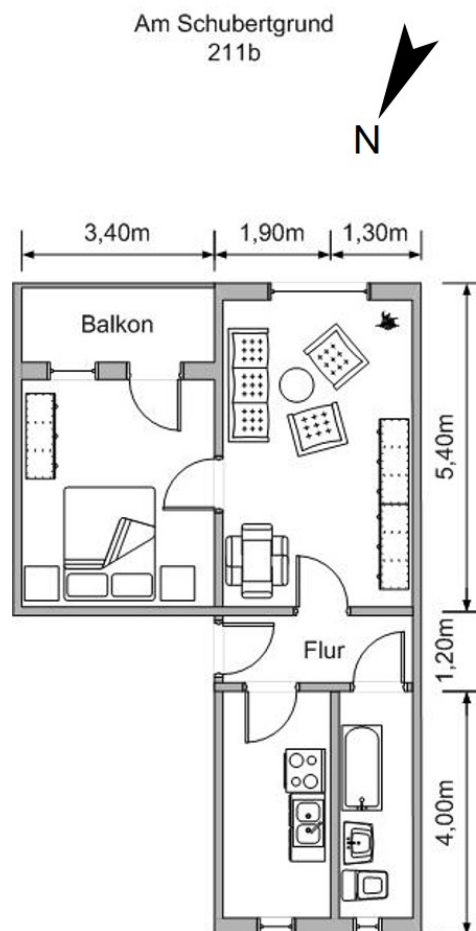 Am Schubertgrund
211b
N
3,40m
1,90m
1,30m
Balkon
5,40m
Flur
1,20m
4,00m